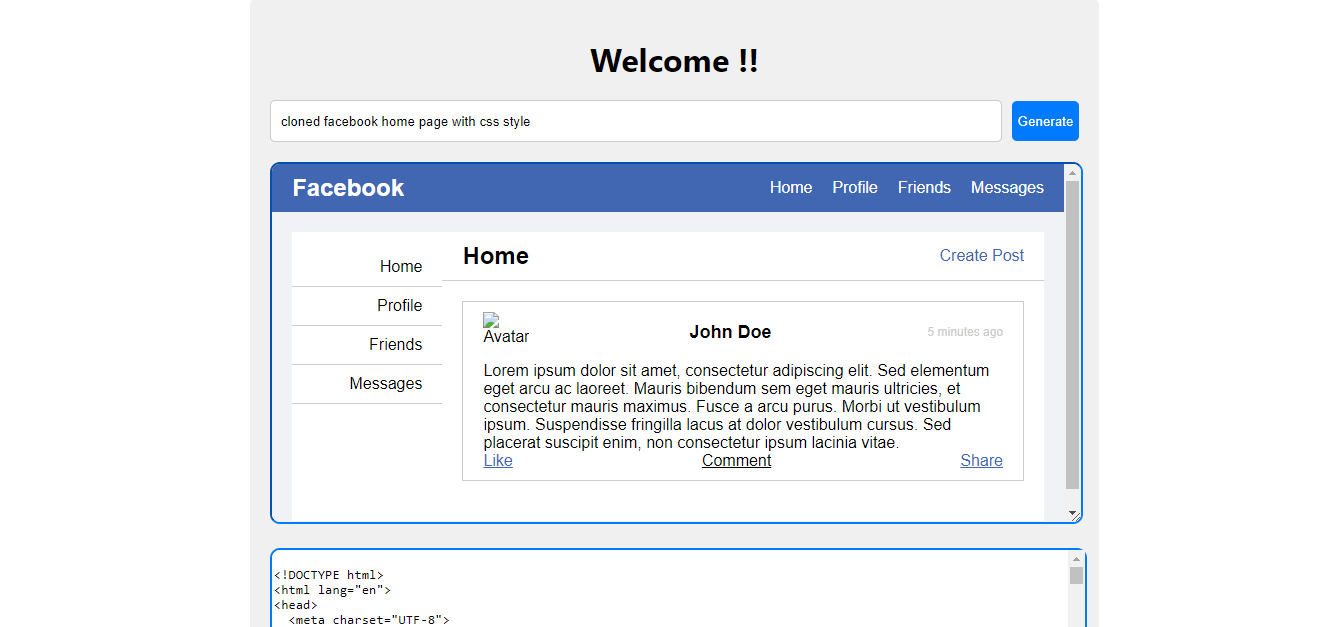 Welcome !!
cloned facebook home page with css style
Generate
Facebook
Home Profile Friends Messages
Home
Profile
Friends
Messages
Home
Create Post
Avatar
John Doe
5 minutes ago
Lorem ipsum dolor sit amet, consectetur adipiscing elit. Sed elementum
eget arcu ac laoreet. Mauris bibendum sem eget mauris ultricies, et
consectetur mauris maximus. Fusce a arcu purus. Morbi ut vestibulum
ipsum. Suspendisse fringilla lacus at dolor vestibulum cursus. Sed
placerat suscipit enim, non consectetur ipsum lacinia vitae.
Like Comment Share
<!DOCTYPE html>
<html lang="en">
<head>
<meta charset="UTF-8">